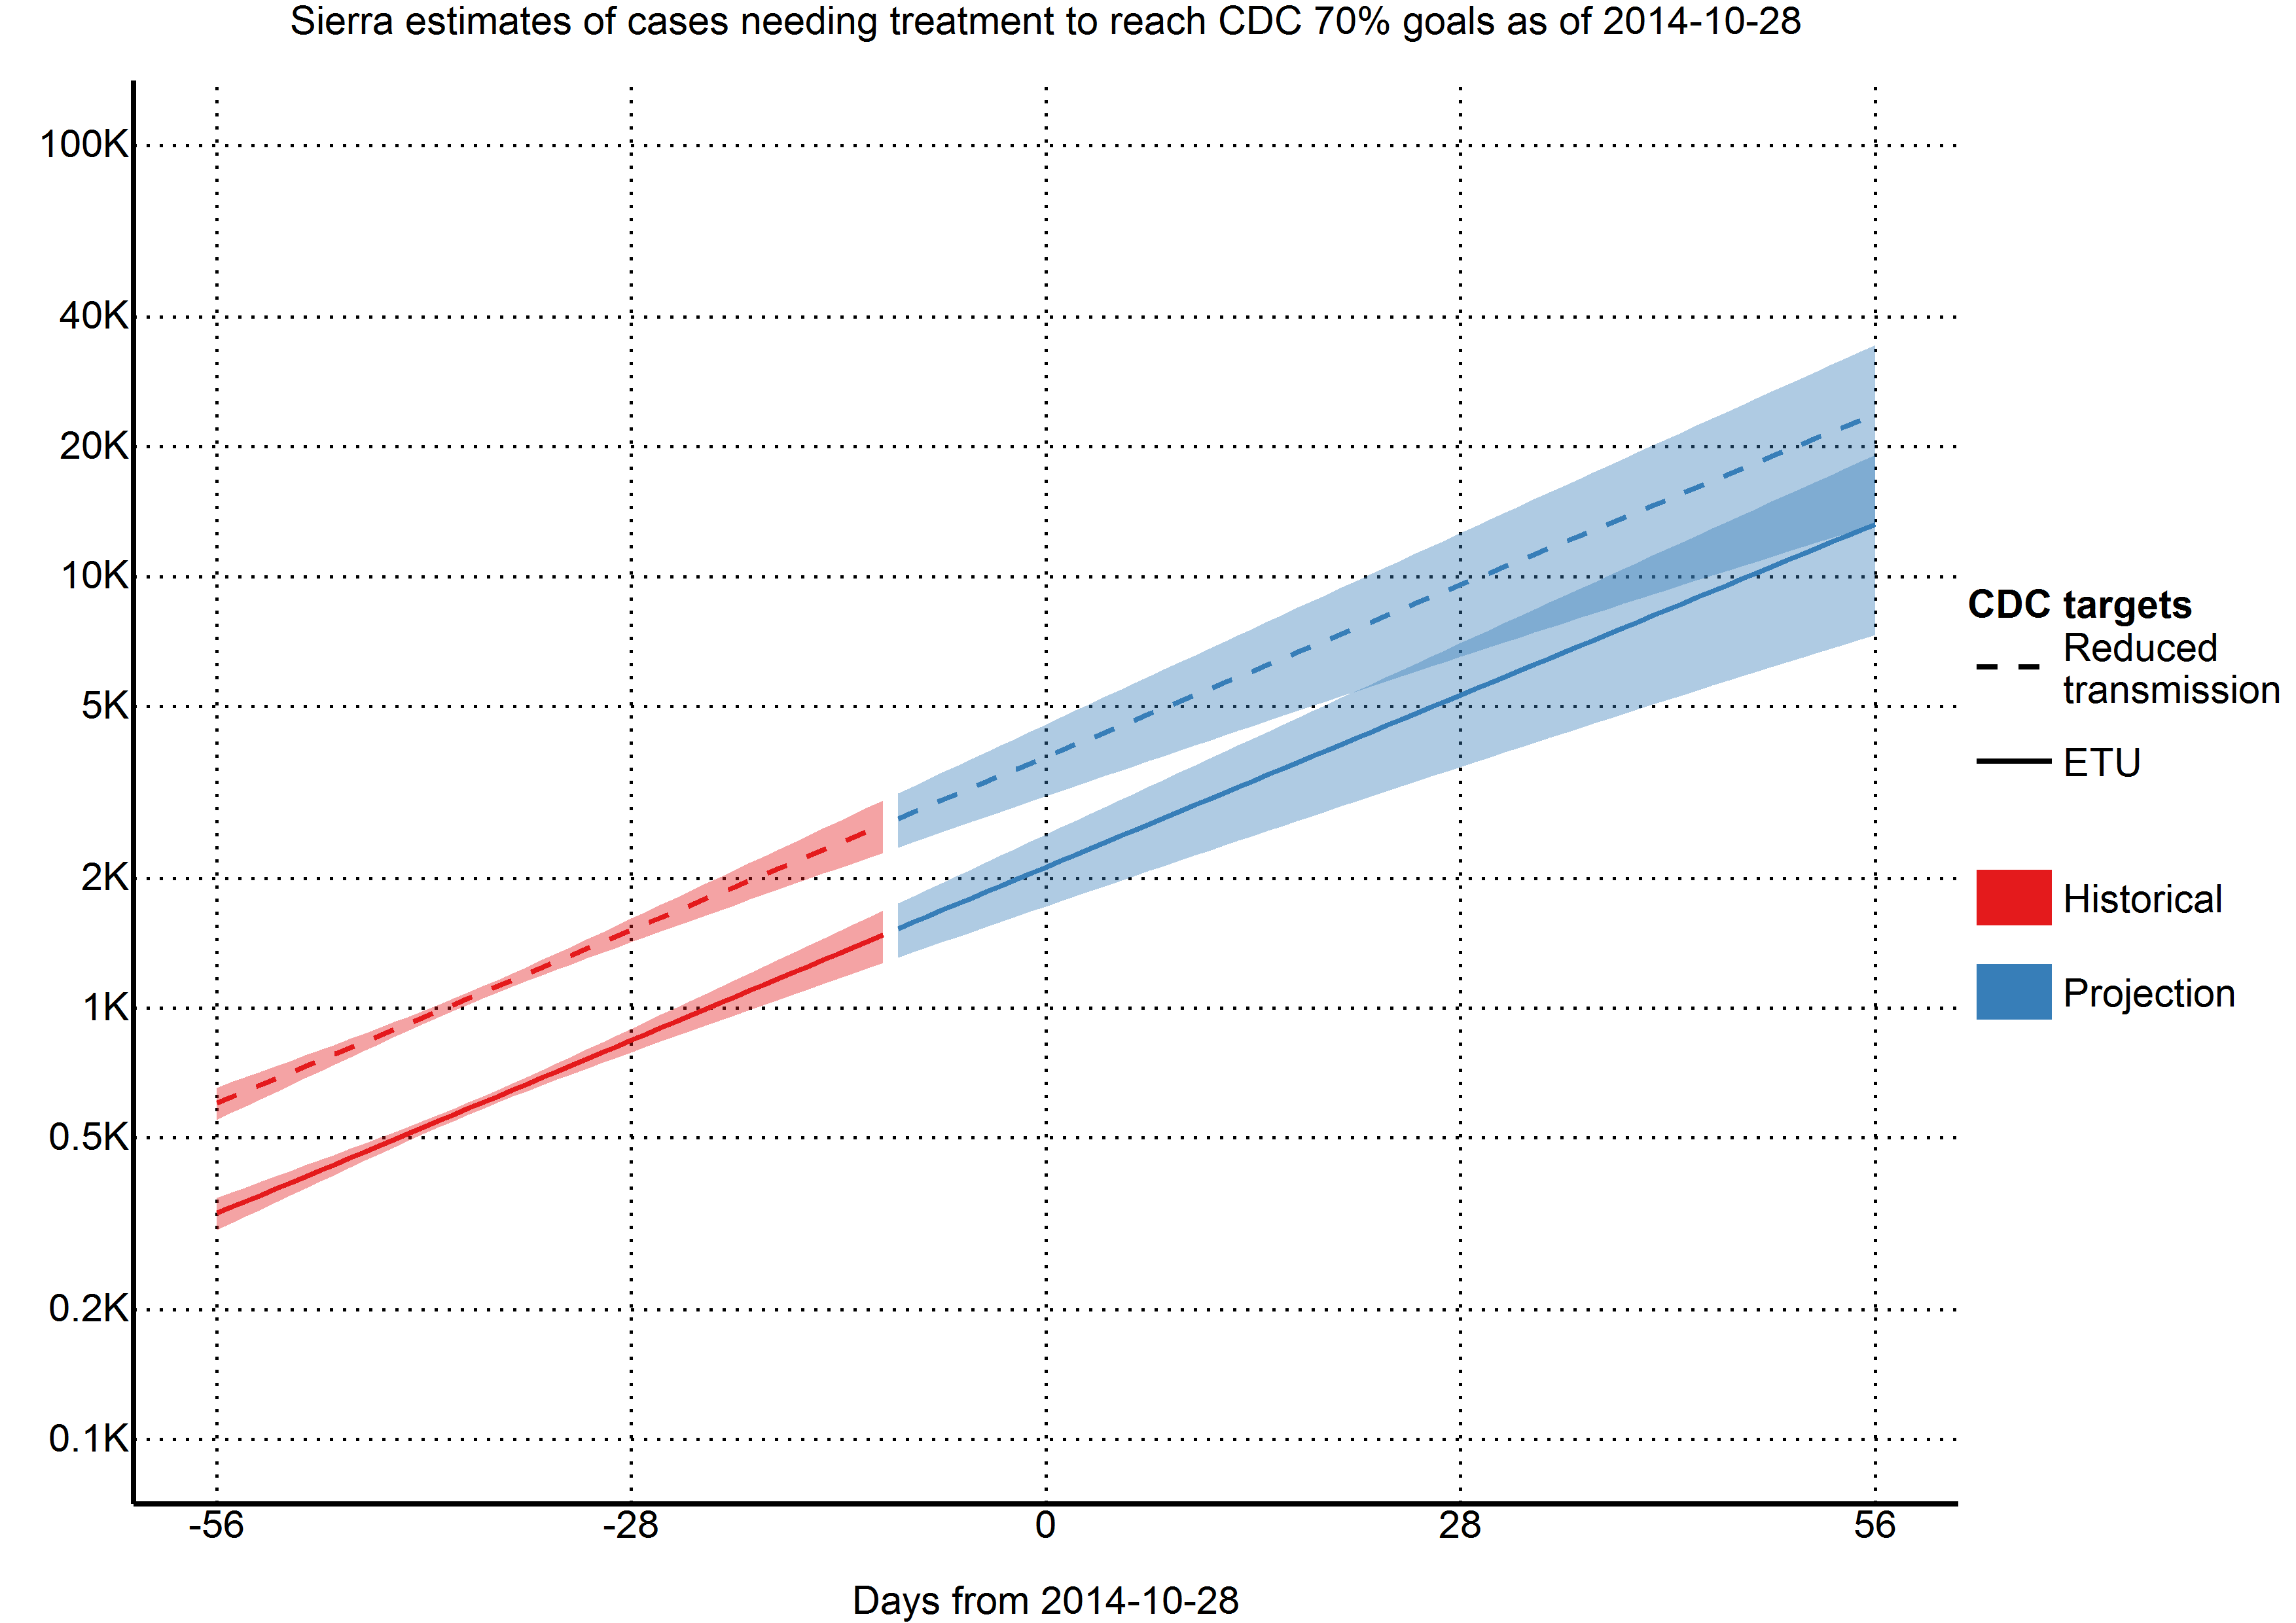 Sierra estimates of cases needing treatment to reach CDC 70% goals as of 2014-10-28
100K
40K
20K
10K
5K
2K
1K
0.5K
0.2K
0.1K
-56
-28
0
28
56
Days from 2014-10-28
CDC targets
Reduced
transmission
ETU
Historical
Projection